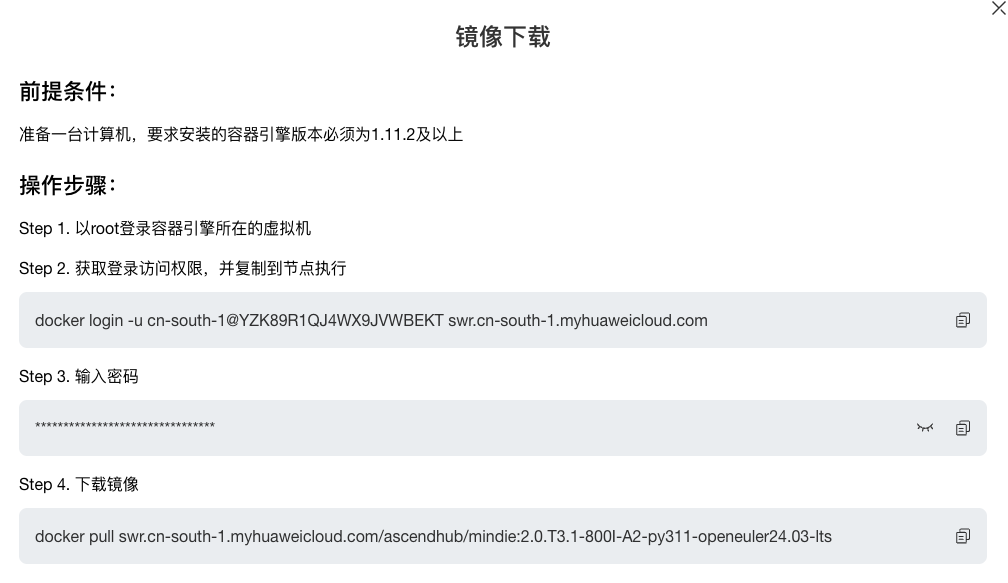 镜像下载
前提条件：
准备一台计算机，要求安装的容器引擎版本必须为1.11.2及以上
操作步骤：
Step 1. 以root登录容器引擎所在的虚拟机
Step 2. 获取登录访问权限，并复制到节点执行
docker login -u cn-south-1@YZK89R1QJ4WX9JVWBEKT swr.cn-south-1.myhuaweicloud.com
Step 3. 输入密码
********************************
Step 4. 下载镜像
docker pull swr.cn-south-1.myhuaweicloud.com/ascendhub/mindie:2.0.T3.1-800I-A2-py311-openeuler24.03-lts